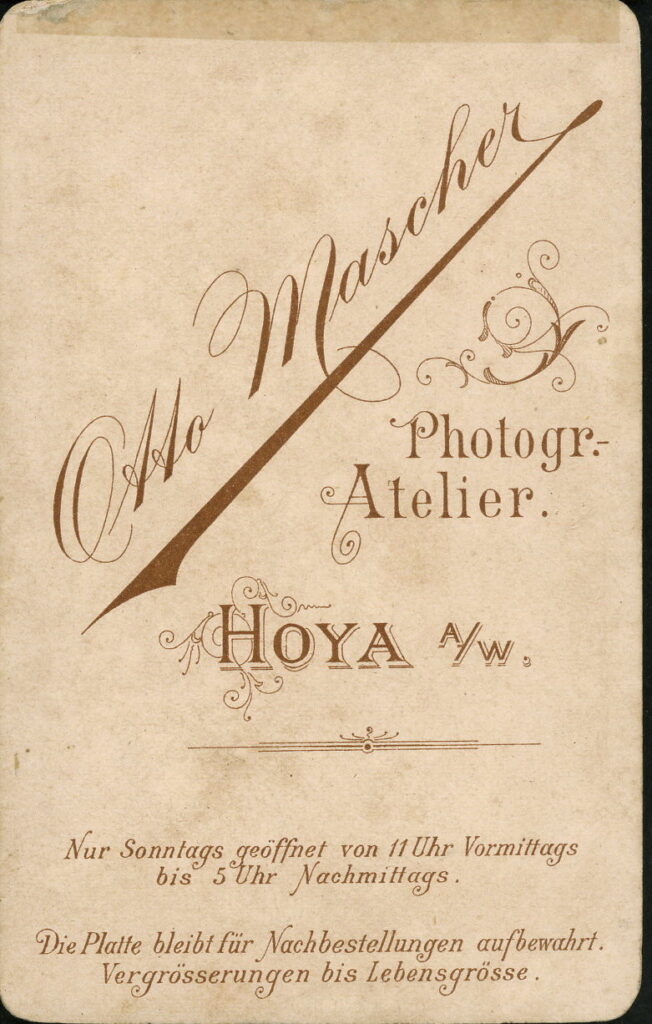 Otto Mascher
Photogr.-
Atelier.
HOYA A/W.
Nur Sonntags geöffnet von 11 Uhr Vormittags
bis 5 Uhr Nachmittags.
Die Platte bleibt für Nachbestellungen aufbewahrt.
Vergrösserungen bis Lebensgrösse.